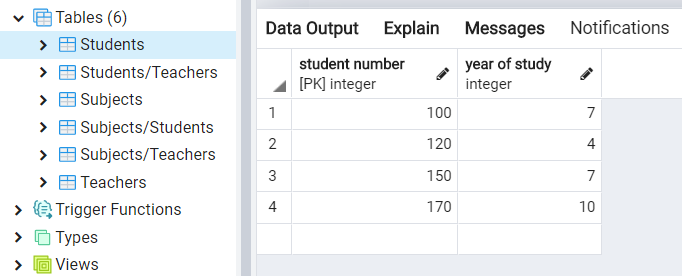 Tables (6)
Students
Students/Teachers
Subjects
Subjects/Students
Subjects/Teachers
Teachers
Trigger Functions
Types
Views
Data Output Explain Messages Notifications
student number year of study
[PK] integer integer
1 100 7
2 120 4
3 150 7
4 170 10